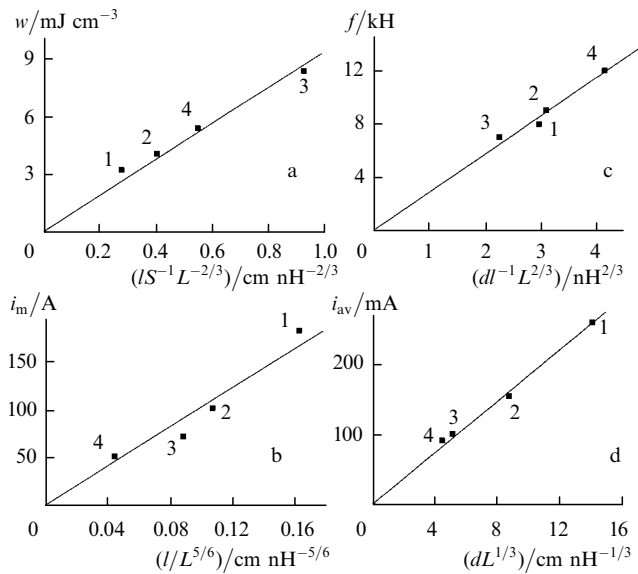 w/mJ cm⁻³
9
6
3
0
0.2 0.4 0.6 0.8 1.0
1 2 4 3
a
(lS⁻¹L⁻²/³)/cm nH⁻²/³
f/kH
12
8
4
0
1 2 3 4
3 2 1 4
c
(dl⁻¹L²/³)/nH²/³
iₘ/A
150
100
50
0
0.04 0.08 0.12 0.16
4 3 2 1
b
(l/L⁵/⁶)/cm nH⁻⁵/⁶
iₐᵥ/mA
200
100
0
4 8 12 16
4 3 2 1
d
(dL¹/³)/cm nH⁻¹/³